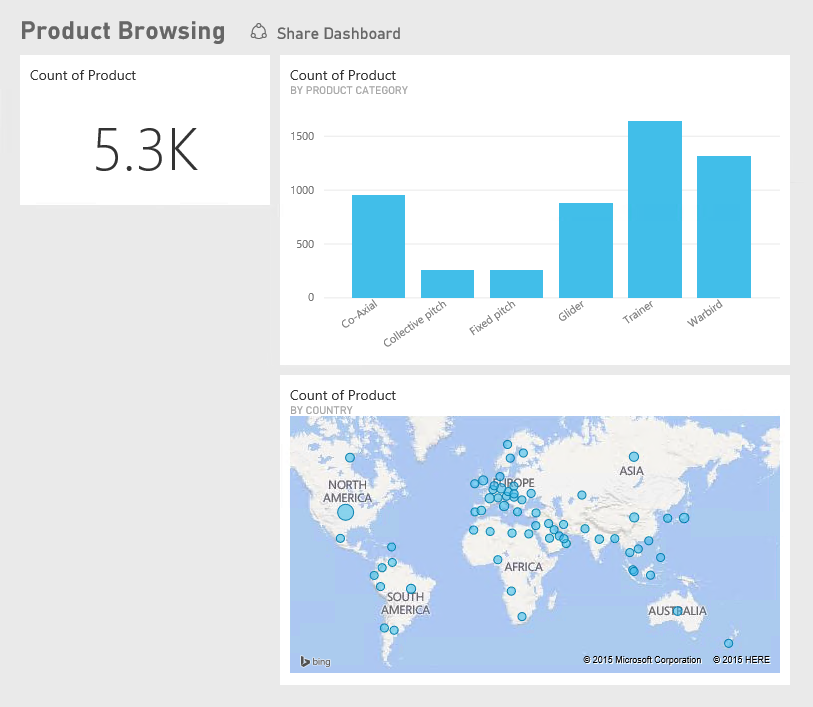 Product Browsing
Share Dashboard
Count of Product
5.3K
Count of Product
BY PRODUCT CATEGORY
1500
1000
500
0
Co-Axial
Collective pitch
Fixed pitch
Glider
Trainer
Warbird
Count of Product
BY COUNTRY
NORTH
AMERICA
EUROPE
ASIA
AFRICA
SOUTH
AMERICA
AUSTRALIA
bing
© 2015 Microsoft Corporation
© 2015 HERE